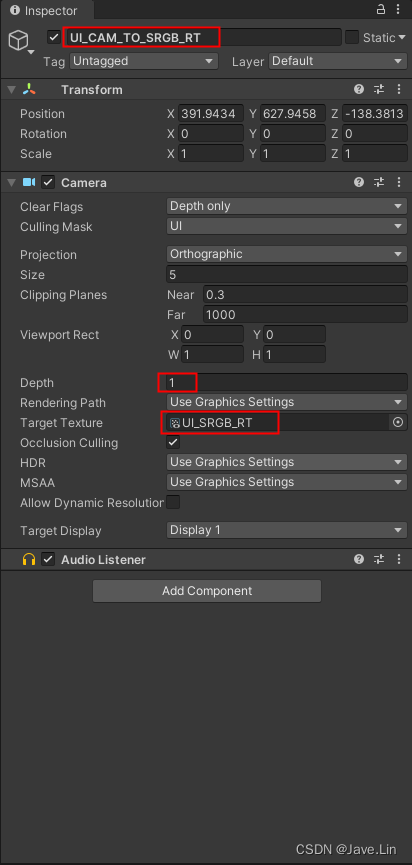 Inspector
UI_CAM_TO_SRGB_RT Static
Tag Untagged Layer Default
Transform
Position X 391.9434 Y 627.9458 Z -138.3813
Rotation X 0 Y 0 Z 0
Scale X 1 Y 1 Z 1
Camera
Clear Flags Depth only
Culling Mask UI
Projection Orthographic
Size 5
Clipping Planes Near 0.3
Far 1000
Viewport Rect X 0 Y 0
W 1 H 1
Depth 1
Rendering Path Use Graphics Settings
Target Texture UI_SRGB_RT
Occlusion Culling
HDR Use Graphics Settings
MSAA Use Graphics Settings
Allow Dynamic Resolution
Target Display Display 1
Audio Listener
Add Component
CSDN @Jave.Lin